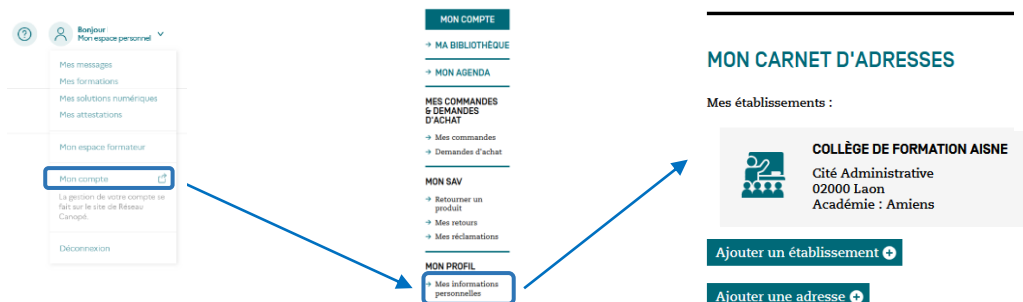 Bonjour
Mon espace personnel
Mes messages
Mes formations
Mes solutions numériques
Mes attestations
Mon espace formateur
Mon compte
La gestion de votre compte se
fait sur le site de Réseau
Canopé.
Déconnexion
MON COMPTE
MA BIBLIOTHÈQUE
MON AGENDA
MES COMMANDES
& DEMANDES
D'ACHAT
Mes commandes
Demandes d'achat
MON SAV
Retourner un
produit
Mes retours
Mes réclamations
MON PROFIL
Mes informations
personnelles
MON CARNET D'ADRESSES
Mes établissements :
COLLÈGE DE FORMATION AISNE
Cité Administrative
02000 Laon
Académie : Amiens
Ajouter un établissement
Ajouter une adresse